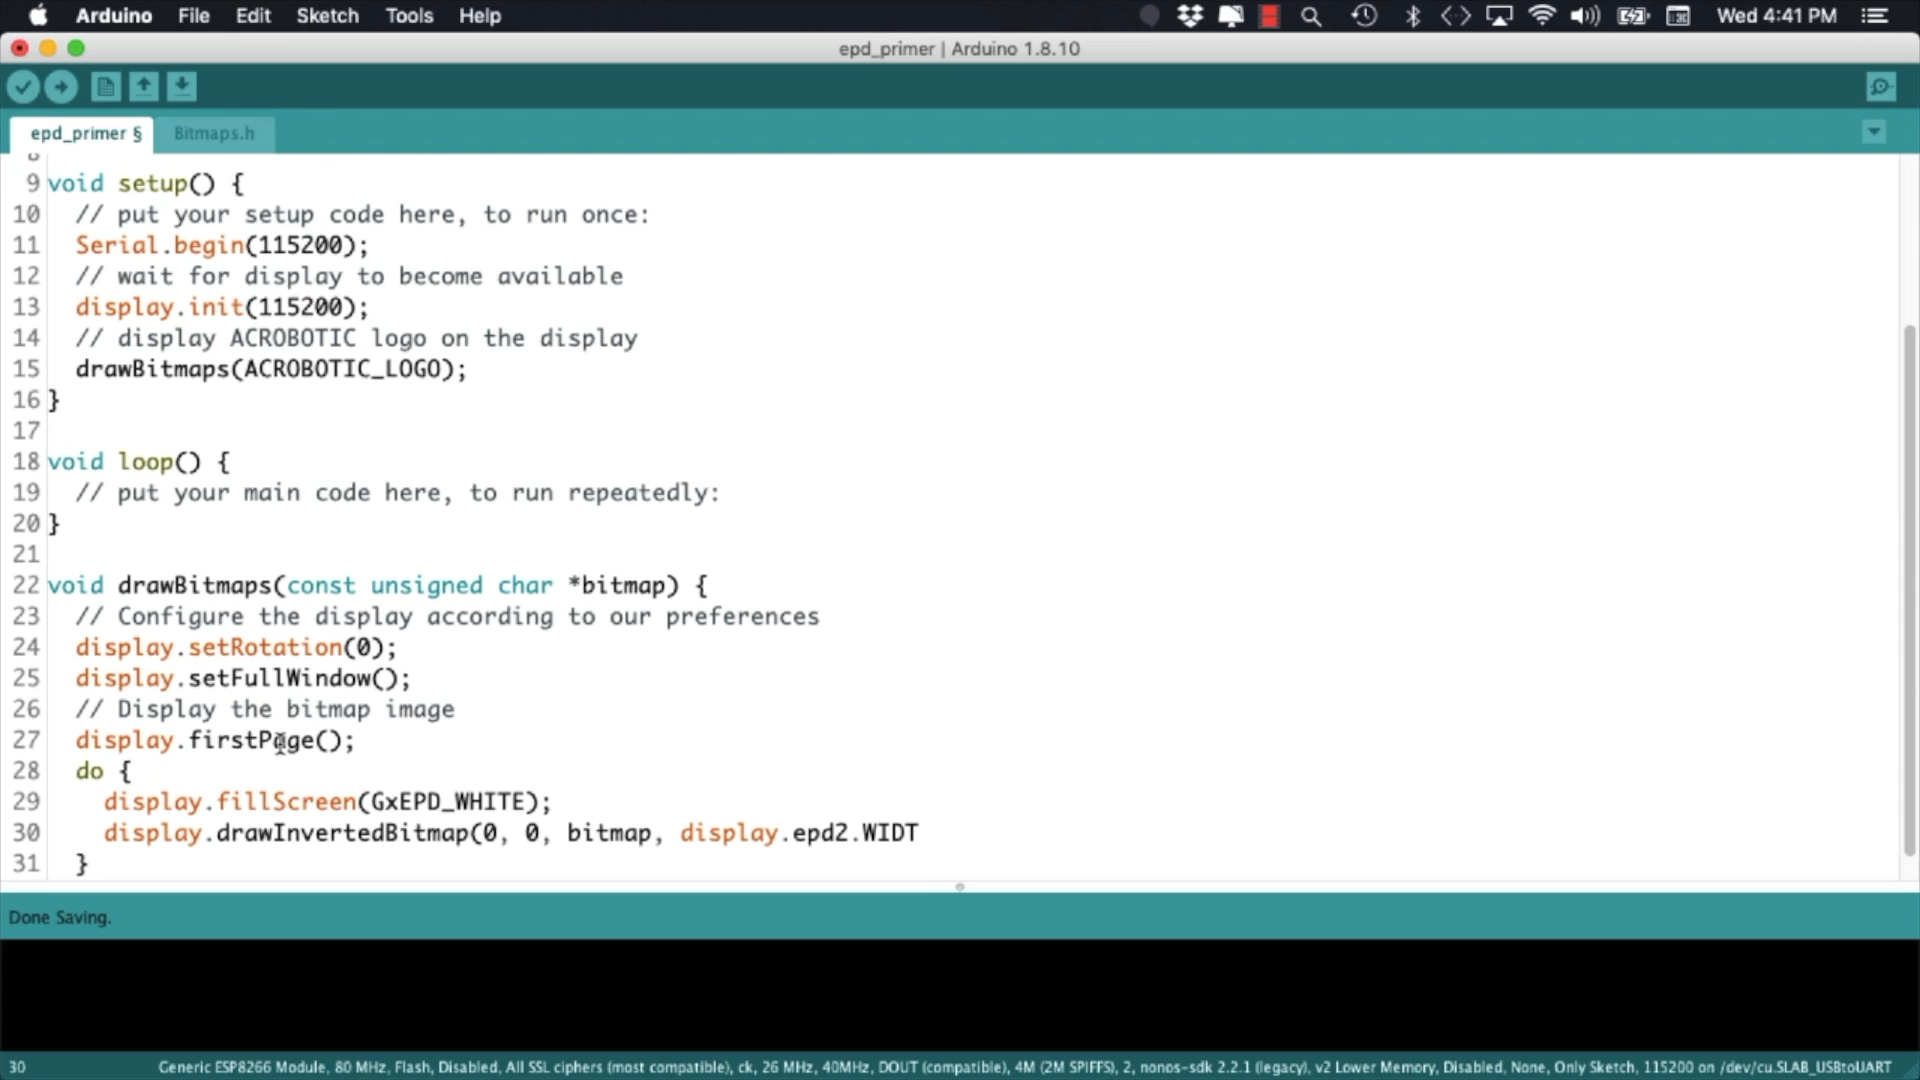 Arduino File Edit Sketch Tools Help Wed 4:41 PM
epd_primer | Arduino 1.8.10
epd_primer § Bitmaps.h
8
9 void setup() {
10 // put your setup code here, to run once:
11 Serial.begin(115200);
12 // wait for display to become available
13 display.init(115200);
14 // display ACROBOTIC logo on the display
15 drawBitmaps(ACROBOTIC_LOGO);
16 }
17
18 void loop() {
19 // put your main code here, to run repeatedly:
20 }
21
22 void drawBitmaps(const unsigned char *bitmap) {
23 // Configure the display according to our preferences
24 display.setRotation(0);
25 display.setFullWindow();
26 // Display the bitmap image
27 display.firstPage();
28 do {
29 display.fillScreen(GxEPD_WHITE);
30 display.drawInvertedBitmap(0, 0, bitmap, display.epd2.WIDT
31 }
Done Saving.
30 Generic ESP8266 Module, 80 MHz, Flash, Disabled, All SSL ciphers (most compatible), ck, 26 MHz, 40MHz, DOUT (compatible), 4M (2M SPIFFS), 2, nonos-sdk 2.2.1 (legacy), v2 Lower Memory, Disabled, None, Only Sketch, 115200 on /dev/cu.SLAB_USBtoUART